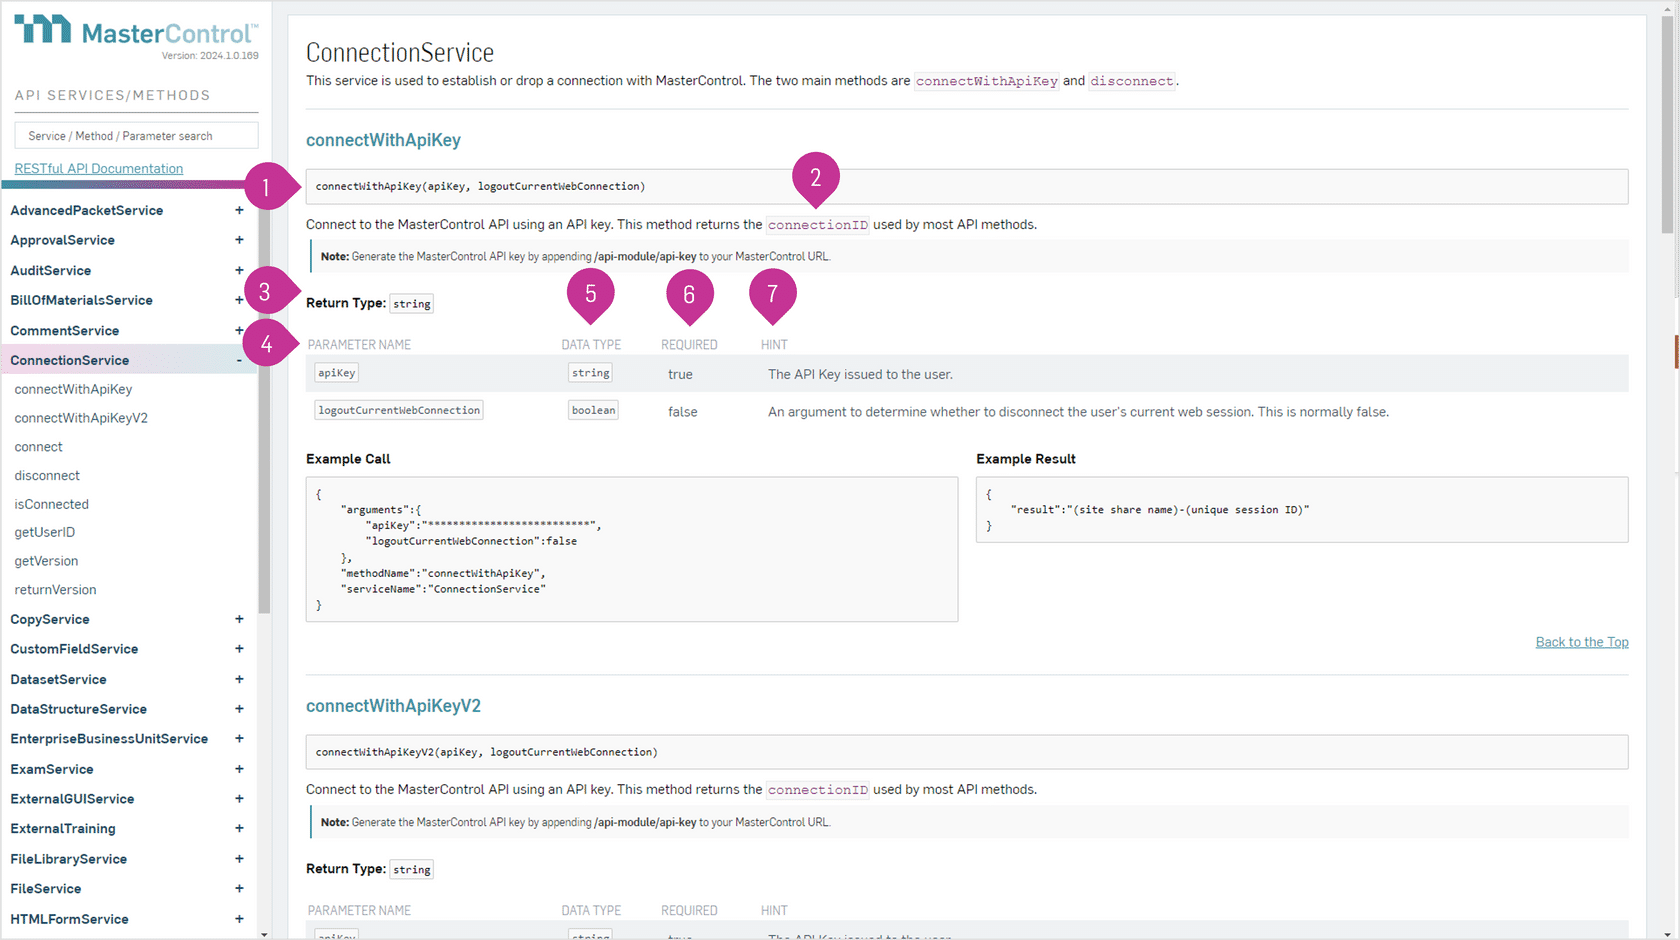 MasterControl™
Version: 2024.1.0.169
API SERVICES/METHODS
Service / Method / Parameter search
RESTful API Documentation
AdvancedPacketService +
ApprovalService +
AuditService +
BillOfMaterialsService +
CommentService +
ConnectionService -
connectWithApiKey
connectWithApiKeyV2
connect
disconnect
isConnected
getUserID
getVersion
returnVersion
CopyService +
CustomFieldService +
DatasetService +
DataStructureService +
EnterpriseBusinessUnitService +
ExamService +
ExternalGUIService +
ExternalTraining +
FileLibraryService +
FileService +
HTMLFormService +
ConnectionService
This service is used to establish or drop a connection with MasterControl. The two main methods are connectWithApiKey and disconnect.
connectWithApiKey
1
connectWithApiKey(apiKey, logoutCurrentWebConnection)
2
Connect to the MasterControl API using an API key. This method returns the connectionID used by most API methods.
Note: Generate the MasterControl API key by appending /api-module/api-key to your MasterControl URL.
3
Return Type: string
4
5
6
7
PARAMETER NAME DATA TYPE REQUIRED HINT
apiKey string true The API Key issued to the user.
logoutCurrentWebConnection boolean false An argument to determine whether to disconnect the user's current web session. This is normally false.
Example Call
{
"arguments":{
"apiKey":"**************************",
"logoutCurrentWebConnection":false
},
"methodName":"connectWithApiKey",
"serviceName":"ConnectionService"
}
Example Result
{
"result":"(site share name)-(unique session ID)"
}
Back to the Top
connectWithApiKeyV2
connectWithApiKeyV2(apiKey, logoutCurrentWebConnection)
Connect to the MasterControl API using an API key. This method returns the connectionID used by most API methods.
Note: Generate the MasterControl API key by appending /api-module/api-key to your MasterControl URL.
Return Type: string
PARAMETER NAME DATA TYPE REQUIRED HINT
apiKey string true The API Key issued to the user.